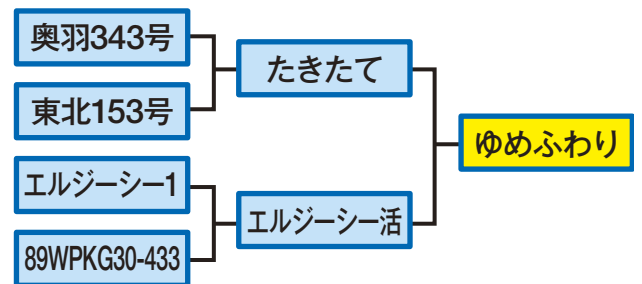 奥羽343号
たきたて
東北153号
ゆめふわり
エルジーシー1
エルジーシー活
89WPKG30-433